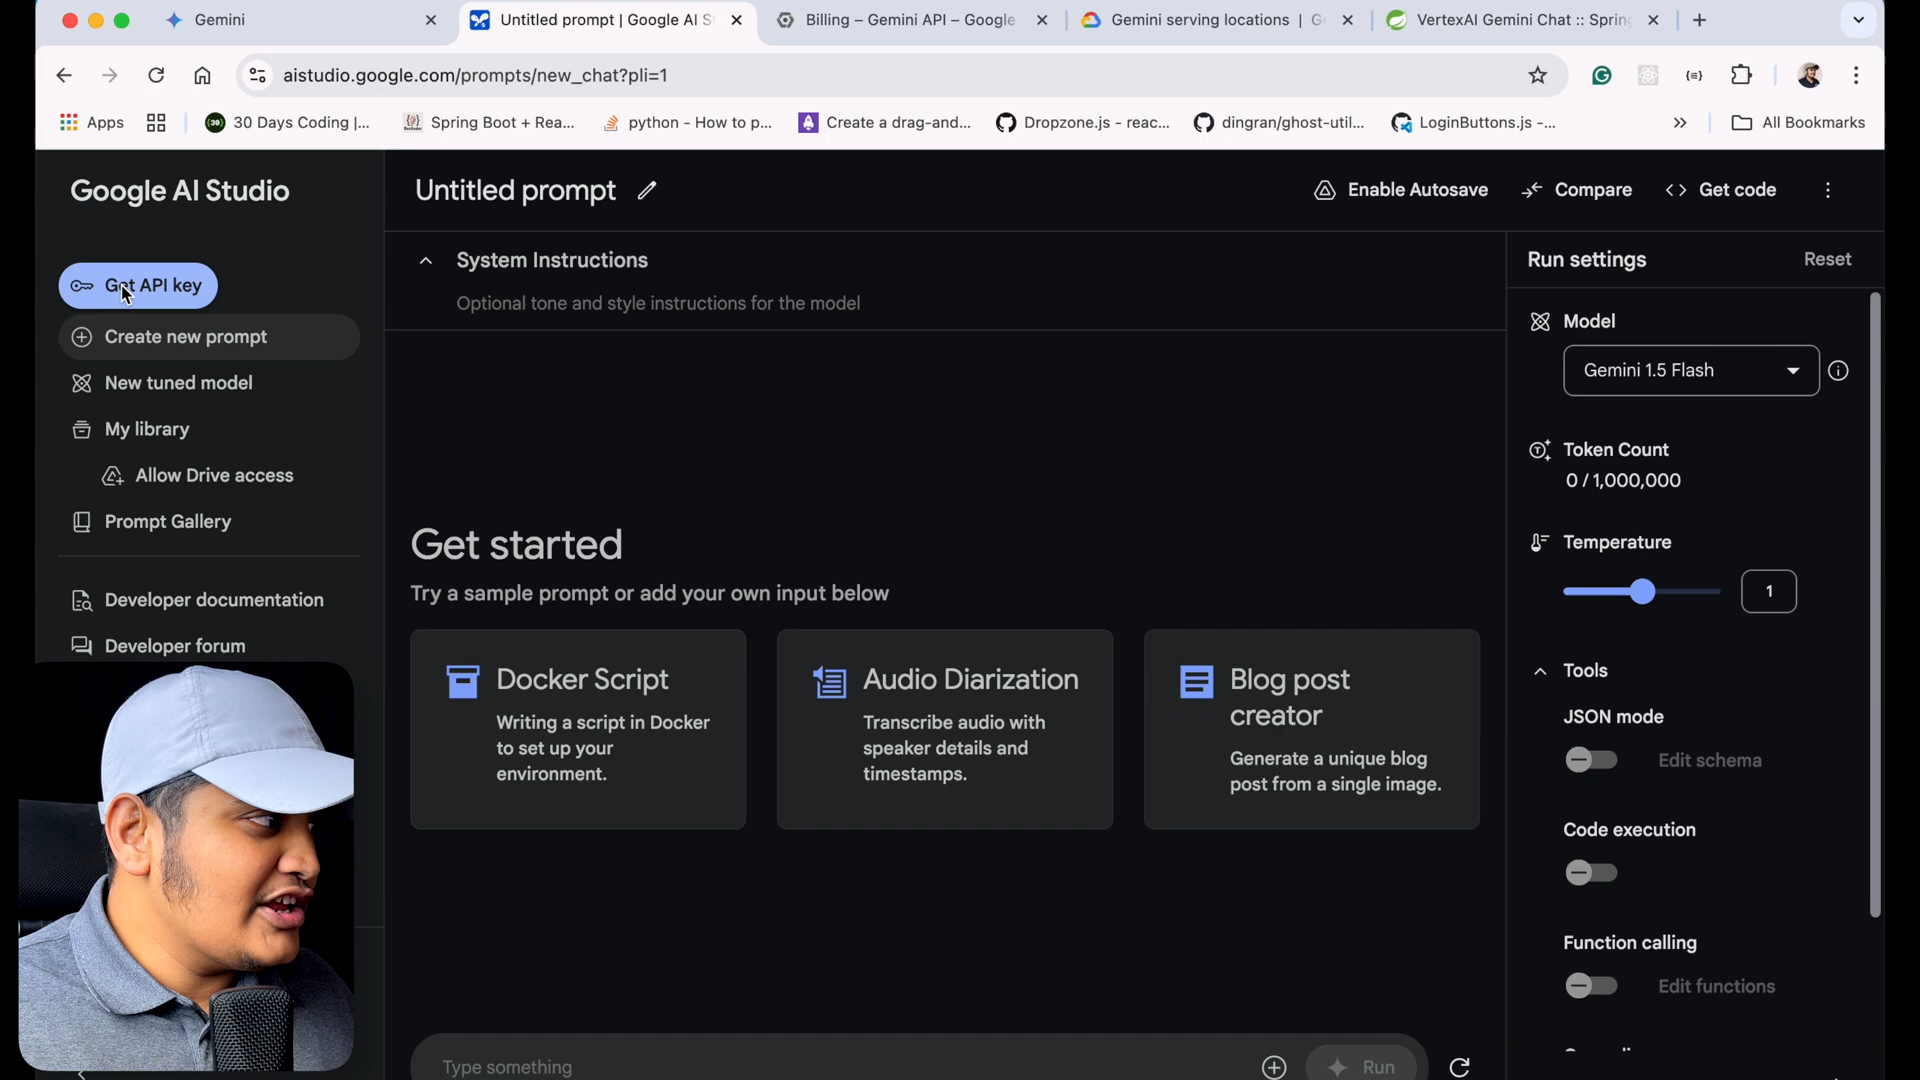 Gemini
Untitled prompt | Google AI S
Billing – Gemini API – Google
Gemini serving locations | G
VertexAI Gemini Chat :: Spring
aistudio.google.com/prompts/new_chat?pli=1
Apps
30 Days Coding |...
Spring Boot + Rea...
python - How to p...
Create a drag-and...
Dropzone.js - reac...
dingran/ghost-util...
LoginButtons.js -...
All Bookmarks
Google AI Studio
Untitled prompt
Enable Autosave
Compare
Get code
Get API key
Create new prompt
New tuned model
My library
Allow Drive access
Prompt Gallery
Developer documentation
Developer forum
System Instructions
Optional tone and style instructions for the model
Get started
Try a sample prompt or add your own input below
Docker Script
Writing a script in Docker
to set up your
environment.
Audio Diarization
Transcribe audio with
speaker details and
timestamps.
Blog post
creator
Generate a unique blog
post from a single image.
Type something
Run
Run settings
Reset
Model
Gemini 1.5 Flash
Token Count
0 / 1,000,000
Temperature
1
Tools
JSON mode
Edit schema
Code execution
Function calling
Edit functions